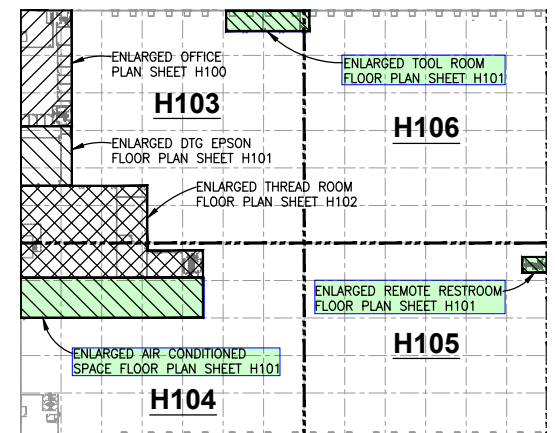 ENLARGED OFFICE
PLAN SHEET H100
ENLARGED TOOL ROOM
FLOOR PLAN SHEET H101
H103
H106
ENLARGED DTG EPSON
FLOOR PLAN SHEET H101
ENLARGED THREAD ROOM
FLOOR PLAN SHEET H102
ENLARGED REMOTE RESTROOM
FLOOR PLAN SHEET H101
H105
ENLARGED AIR CONDITIONED
SPACE FLOOR PLAN SHEET H101
H104